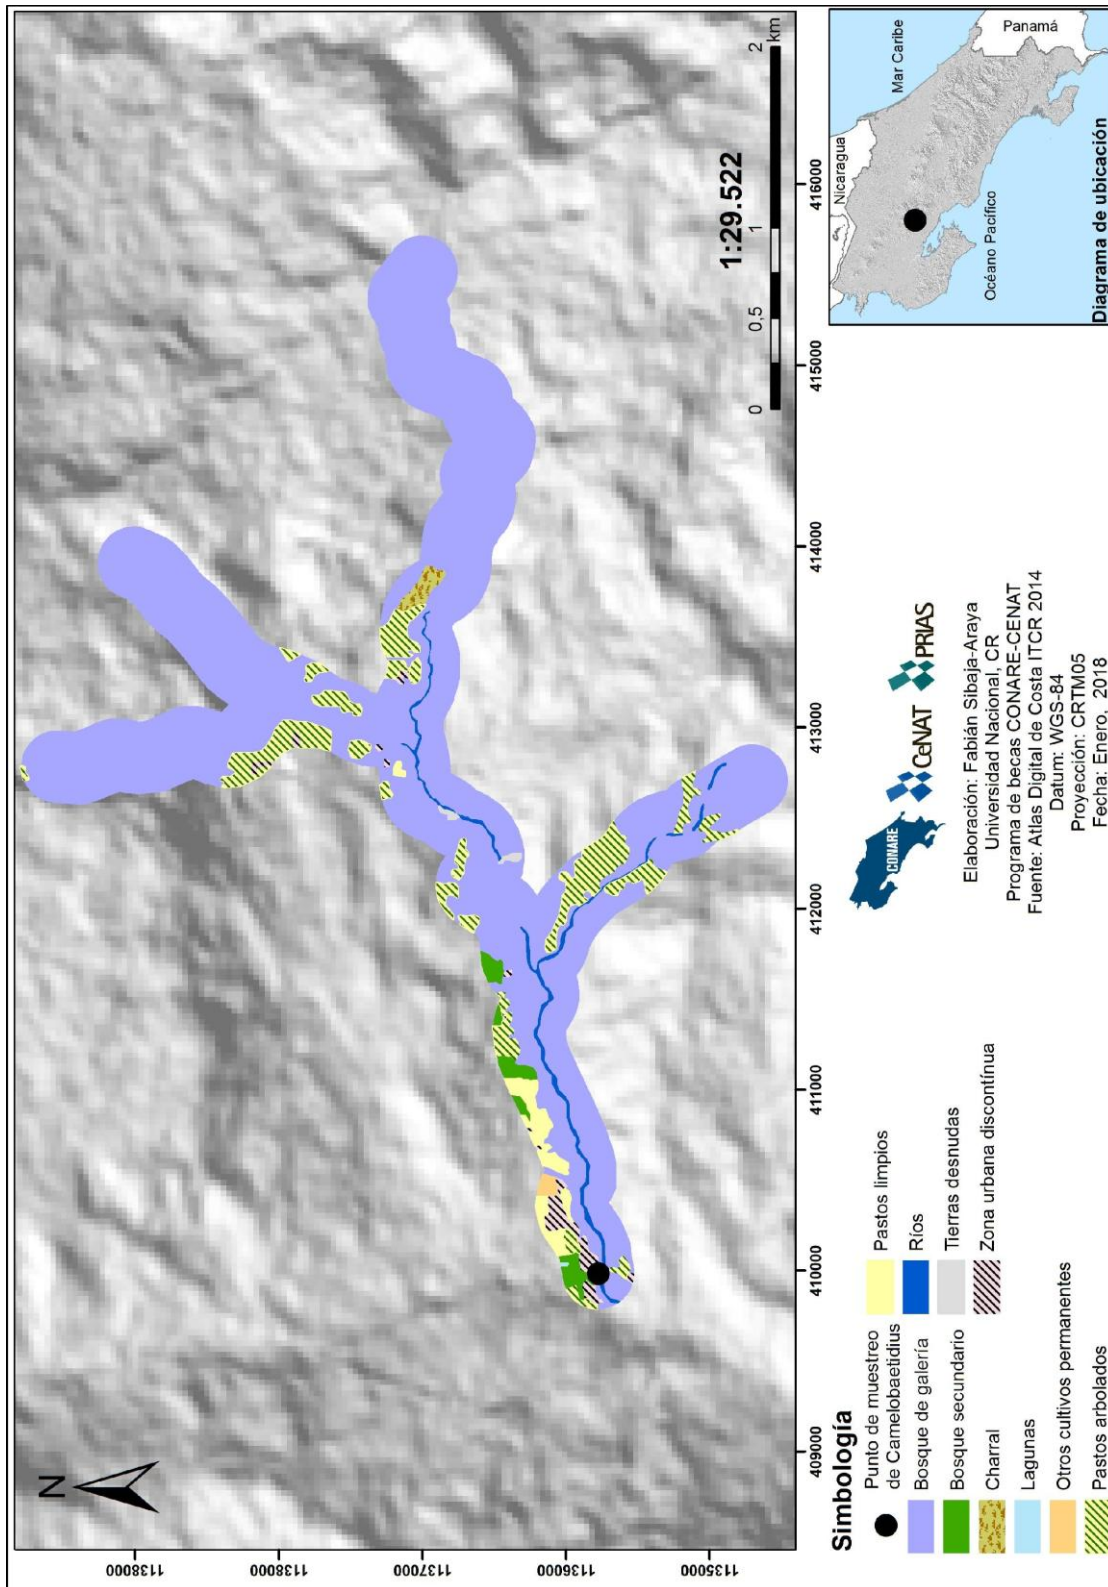 N
1138000
1138000
1137000
1136000
1135000
409000
410000
411000
412000
413000
414000
415000
416000
1:29.522
0
0,5
1
2
km
Simbología
Punto de muestreo
de Camelobaetidius
Bosque de galería
Bosque secundario
Charral
Lagunas
Otros cultivos permanentes
Pastos arbolados
Pastos limpios
Ríos
Tierras desnudas
Zona urbana discontínua
CONARE
CeNAT
PRIAS
Elaboración: Fabián Sibaja-Araya
Universidad Nacional, CR
Programa de becas CONARE-CENAT
Fuente: Atlas Digital de Costa ITCR 2014
Datum: WGS-84
Proyección: CRTM05
Fecha: Enero, 2018
Nicaragua
Mar Caribe
Panamá
Océano Pacífico
Diagrama de ubicación